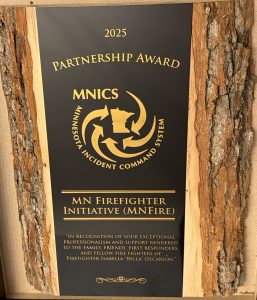 2025
PARTNERSHIP AWARD
MNICS
MINNESOTA INCIDENT COMMAND SYSTEM
MN FIREFIGHTER
INITIATIVE (MNFIRE)
"IN RECOGNITION OF YOUR EXCEPTIONAL
PROFESSIONALISM AND SUPPORT RENDERED
TO THE FAMILY, FRIENDS, FIRST RESPONDERS,
AND FELLOW FIRE FIGHTERS OF
FIREFIGHTER ISABELLA "BELLA" OSCARSON."